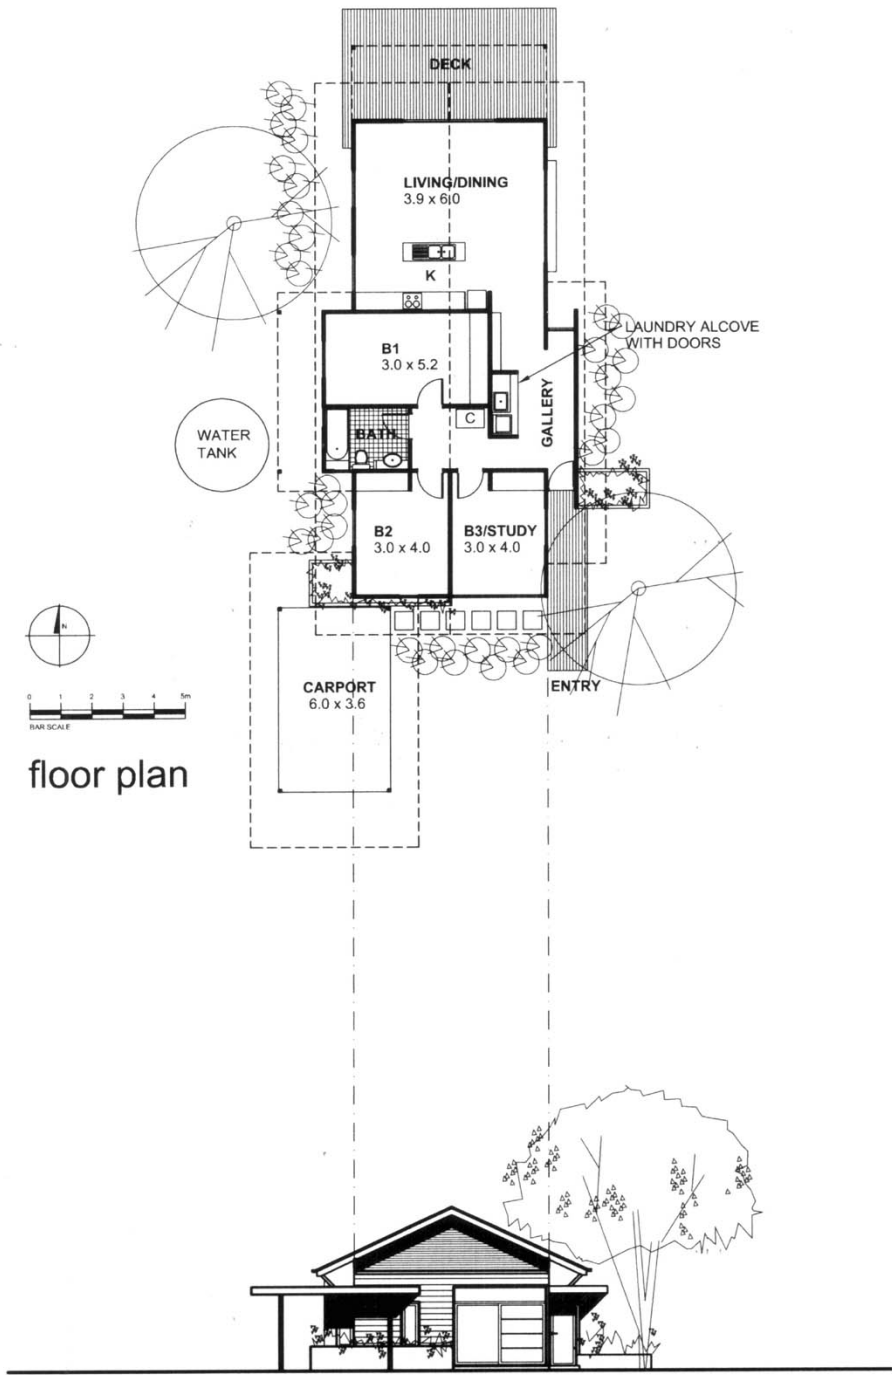 DECK
LIVING/DINING
3.9 x 6.0
K
LAUNDRY ALCOVE
WITH DOORS
B1
3.0 x 5.2
GALLERY
C
BATH.
WATER
TANK
B2
3.0 x 4.0
B3/STUDY
3.0 x 4.0
N
CARPORT
6.0 x 3.6
ENTRY
0 1 2 3 4 5m
BAR SCALE
floor plan